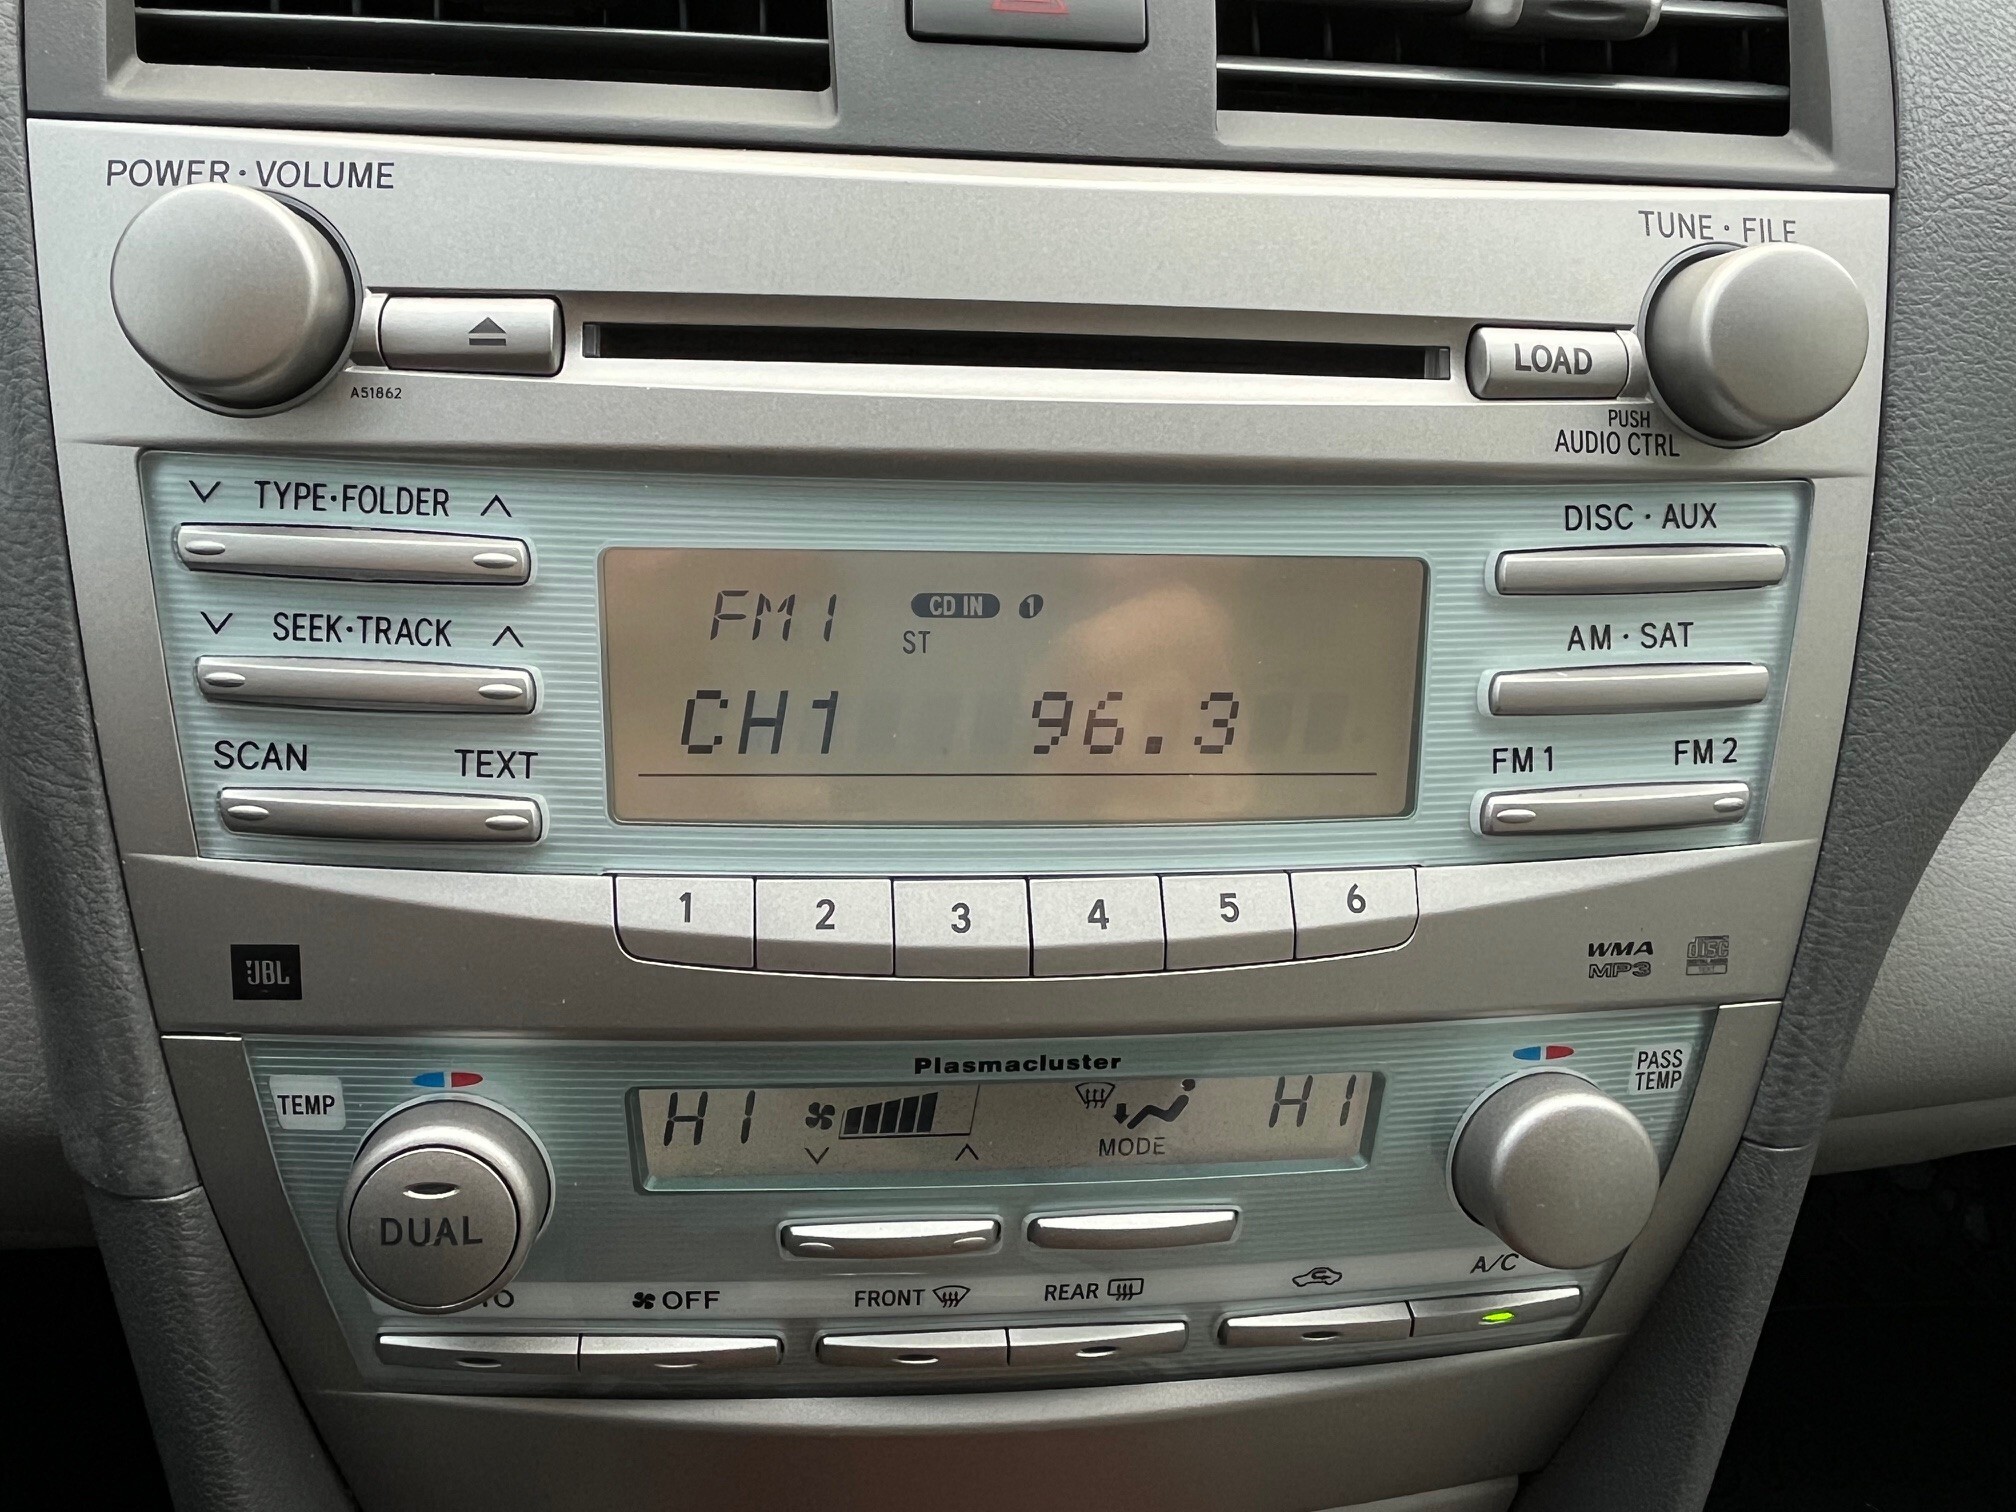 POWER · VOLUME
TUNE · FILE
LOAD
A51862
PUSH
AUDIO CTRL
TYPE·FOLDER
DISC · AUX
FM1 CD IN 1
ST
SEEK·TRACK
AM · SAT
CH1 96.3
SCAN TEXT
FM1 FM2
1 2 3 4 5 6
JBL
WMA
MP3
disc
Plasmacluster
TEMP
PASS
TEMP
HI HI
MODE
DUAL
OFF
FRONT
REAR
A/C